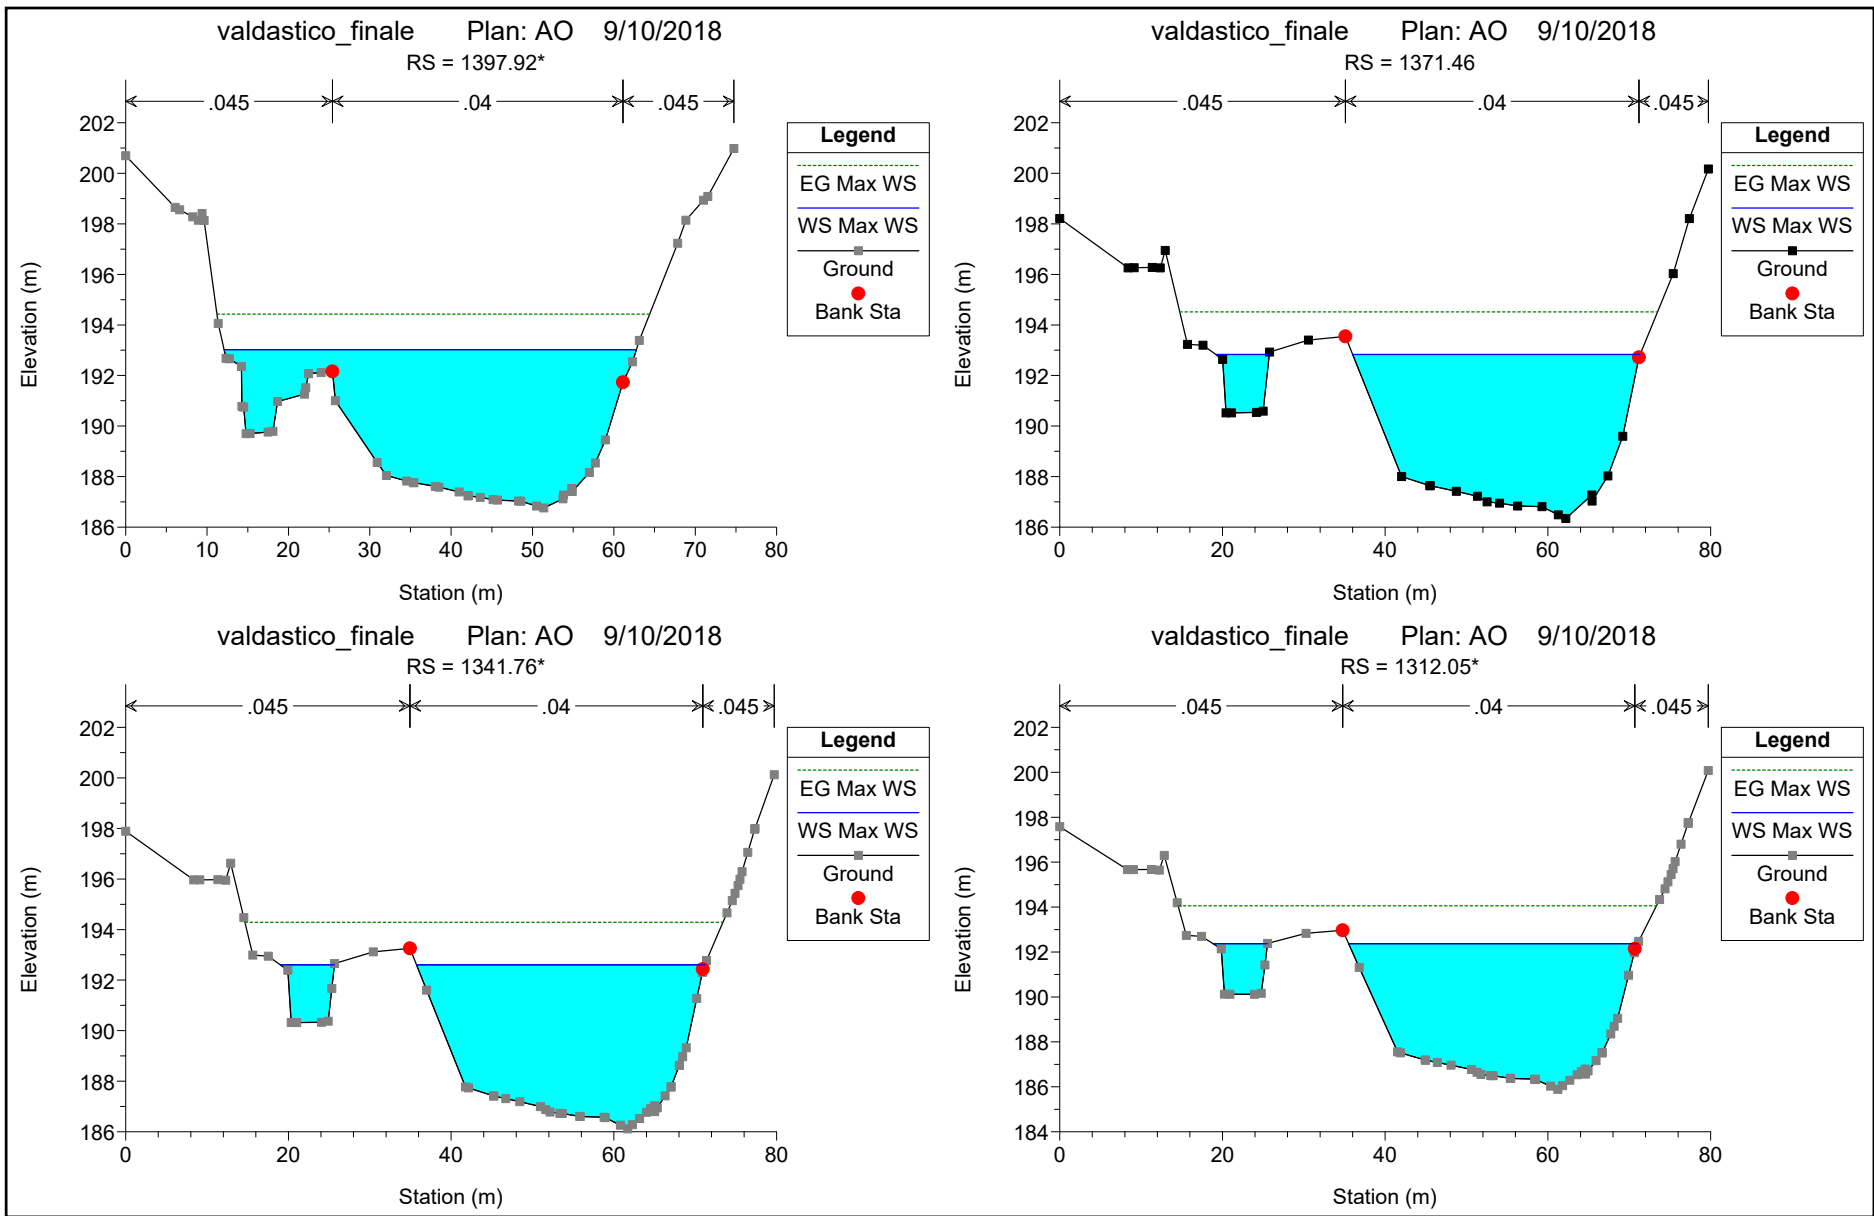 valdastico_finale Plan: AO 9/10/2018
RS = 1397.92*
.045 .04 .045
202
200
198
196
194
192
190
188
186
0 10 20 30 40 50 60 70 80
Elevation (m)
Station (m)
Legend
EG Max WS
WS Max WS
Ground
Bank Sta
valdastico_finale Plan: AO 9/10/2018
RS = 1371.46
.045 .04 .045
202
200
198
196
194
192
190
188
186
0 20 40 60 80
Elevation (m)
Station (m)
Legend
EG Max WS
WS Max WS
Ground
Bank Sta
valdastico_finale Plan: AO 9/10/2018
RS = 1341.76*
.045 .04 .045
202
200
198
196
194
192
190
188
186
0 20 40 60 80
Elevation (m)
Station (m)
Legend
EG Max WS
WS Max WS
Ground
Bank Sta
valdastico_finale Plan: AO 9/10/2018
RS = 1312.05*
.045 .04 .045
202
200
198
196
194
192
190
188
186
184
0 20 40 60 80
Elevation (m)
Station (m)
Legend
EG Max WS
WS Max WS
Ground
Bank Sta